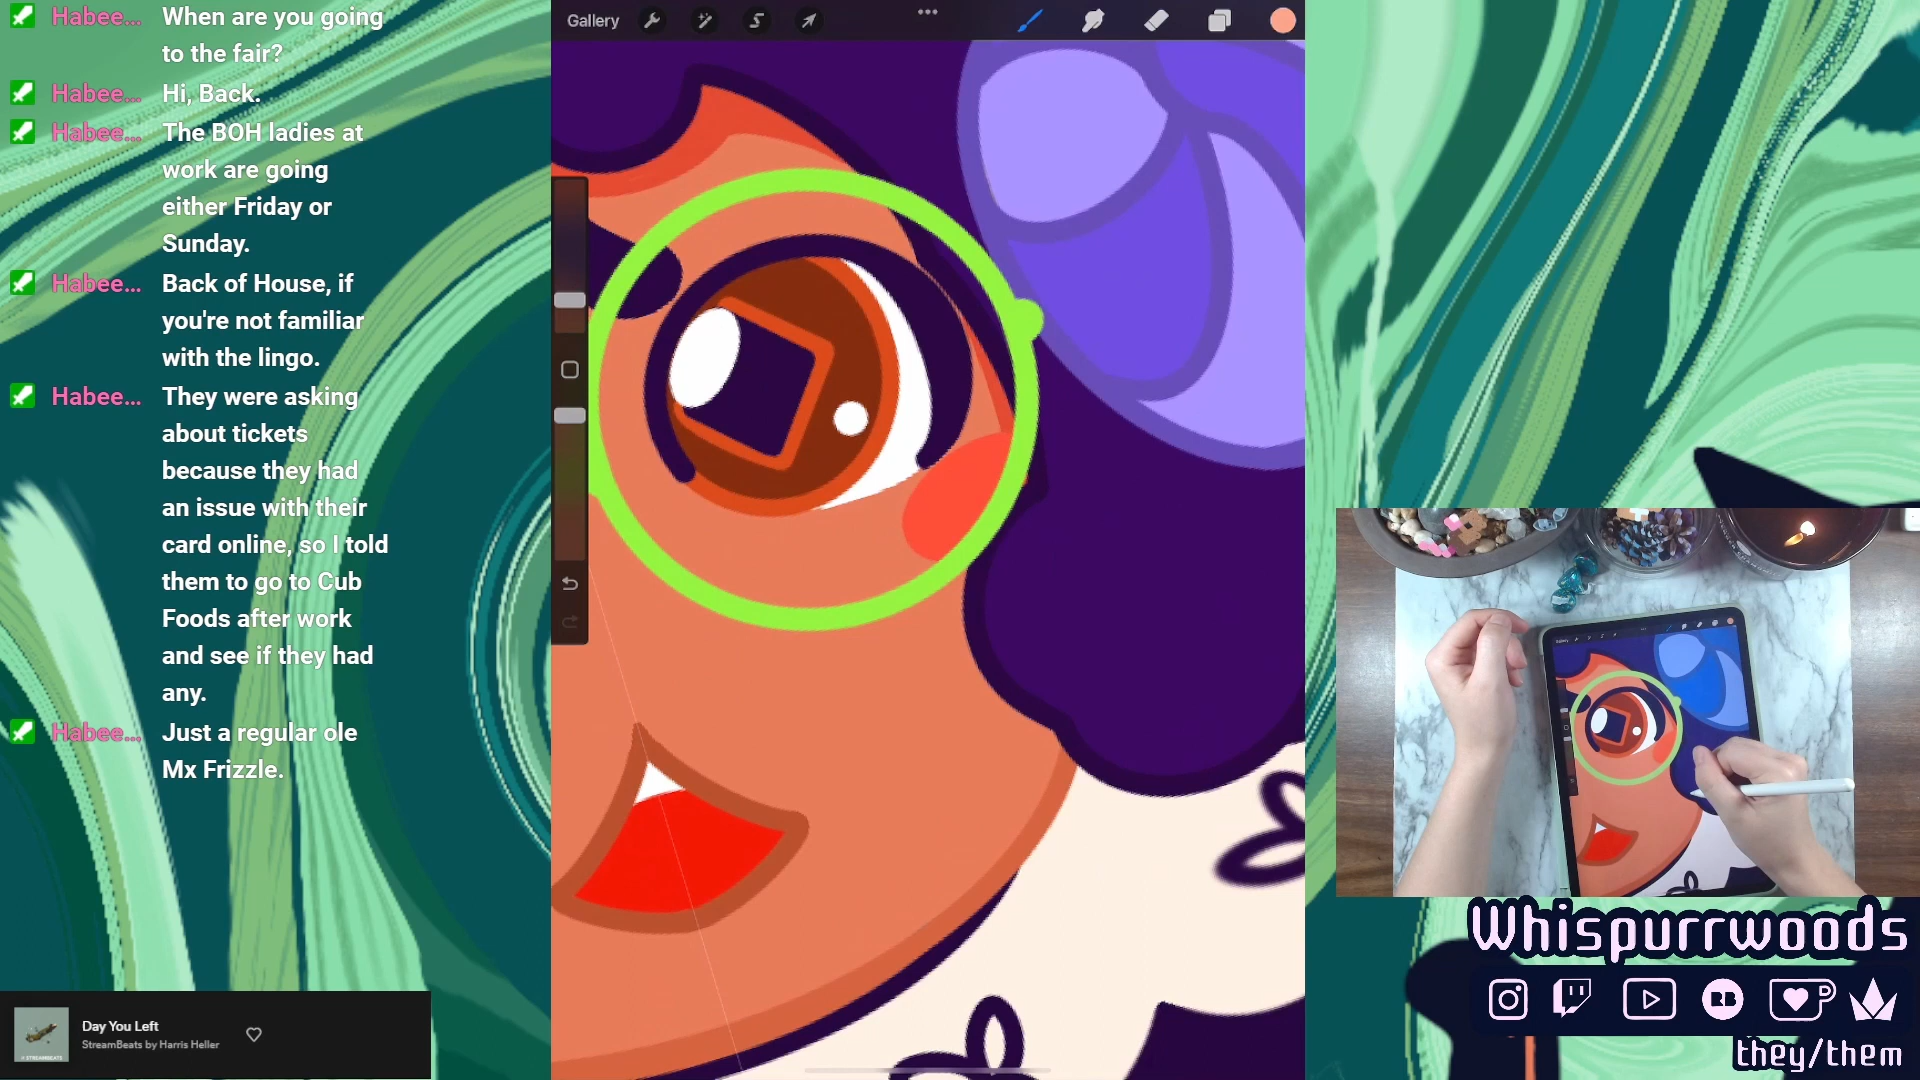 Habee... When are you going
to the fair?
Habee... Hi, Back.
Habee... The BOH ladies at
work are going
either Friday or
Sunday.
Habee... Back of House, if
you're not familiar
with the lingo.
Habee... They were asking
about tickets
because they had
an issue with their
card online, so I told
them to go to Cub
Foods after work
and see if they had
any.
Habee... Just a regular ole
Mx Frizzle.
Day You Left
StreamBeats by Harris Heller
Gallery
Whispurrwoods
RB
they/them